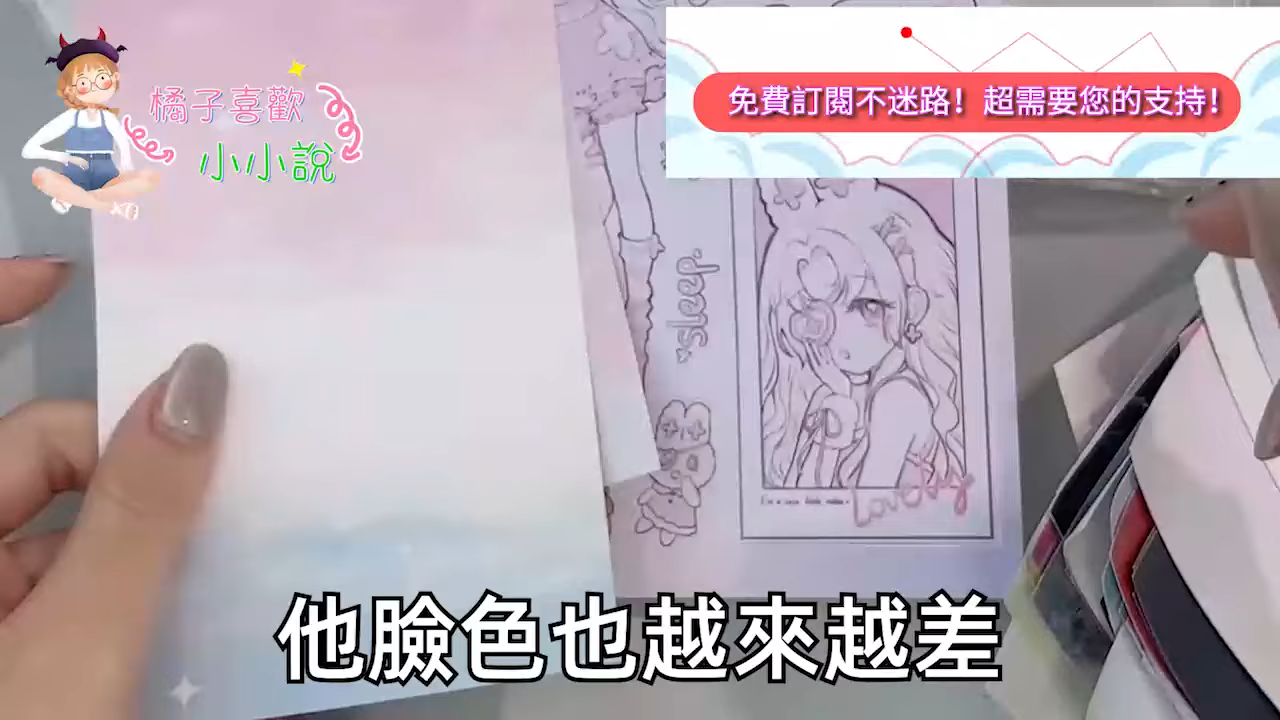 橘子喜歡
小小說
免費訂閱不迷路！超需要您的支持！
sleep.
Lovely
他臉色也越來越差